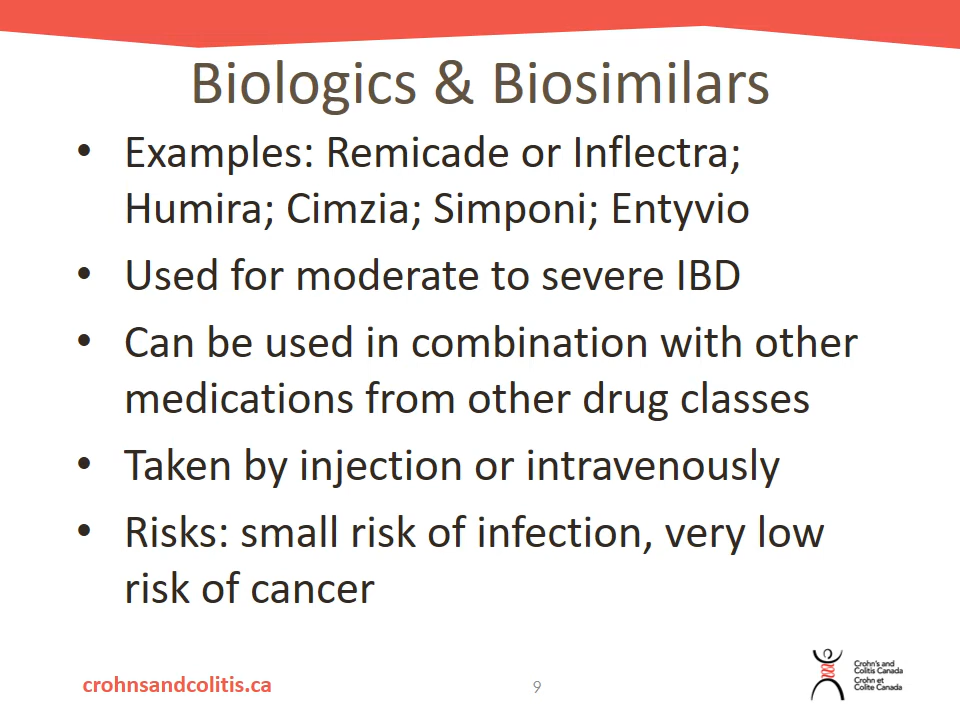 Biologics & Biosimilars
• Examples: Remicade or Inflectra;
Humira; Cimzia; Simponi; Entyvio
• Used for moderate to severe IBD
• Can be used in combination with other
medications from other drug classes
• Taken by injection or intravenously
• Risks: small risk of infection, very low
risk of cancer
crohnsandcolitis.ca
9
Crohn's and
Colitis Canada
Crohn et
Colite Canada